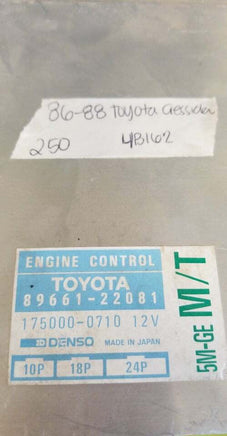 86-88 Toyota Cressida
250 4B162
ENGINE CONTROL
TOYOTA
89661-22081
175000-0710 12V
DENSO MADE IN JAPAN
10P 18P 24P
5M-GE M/T